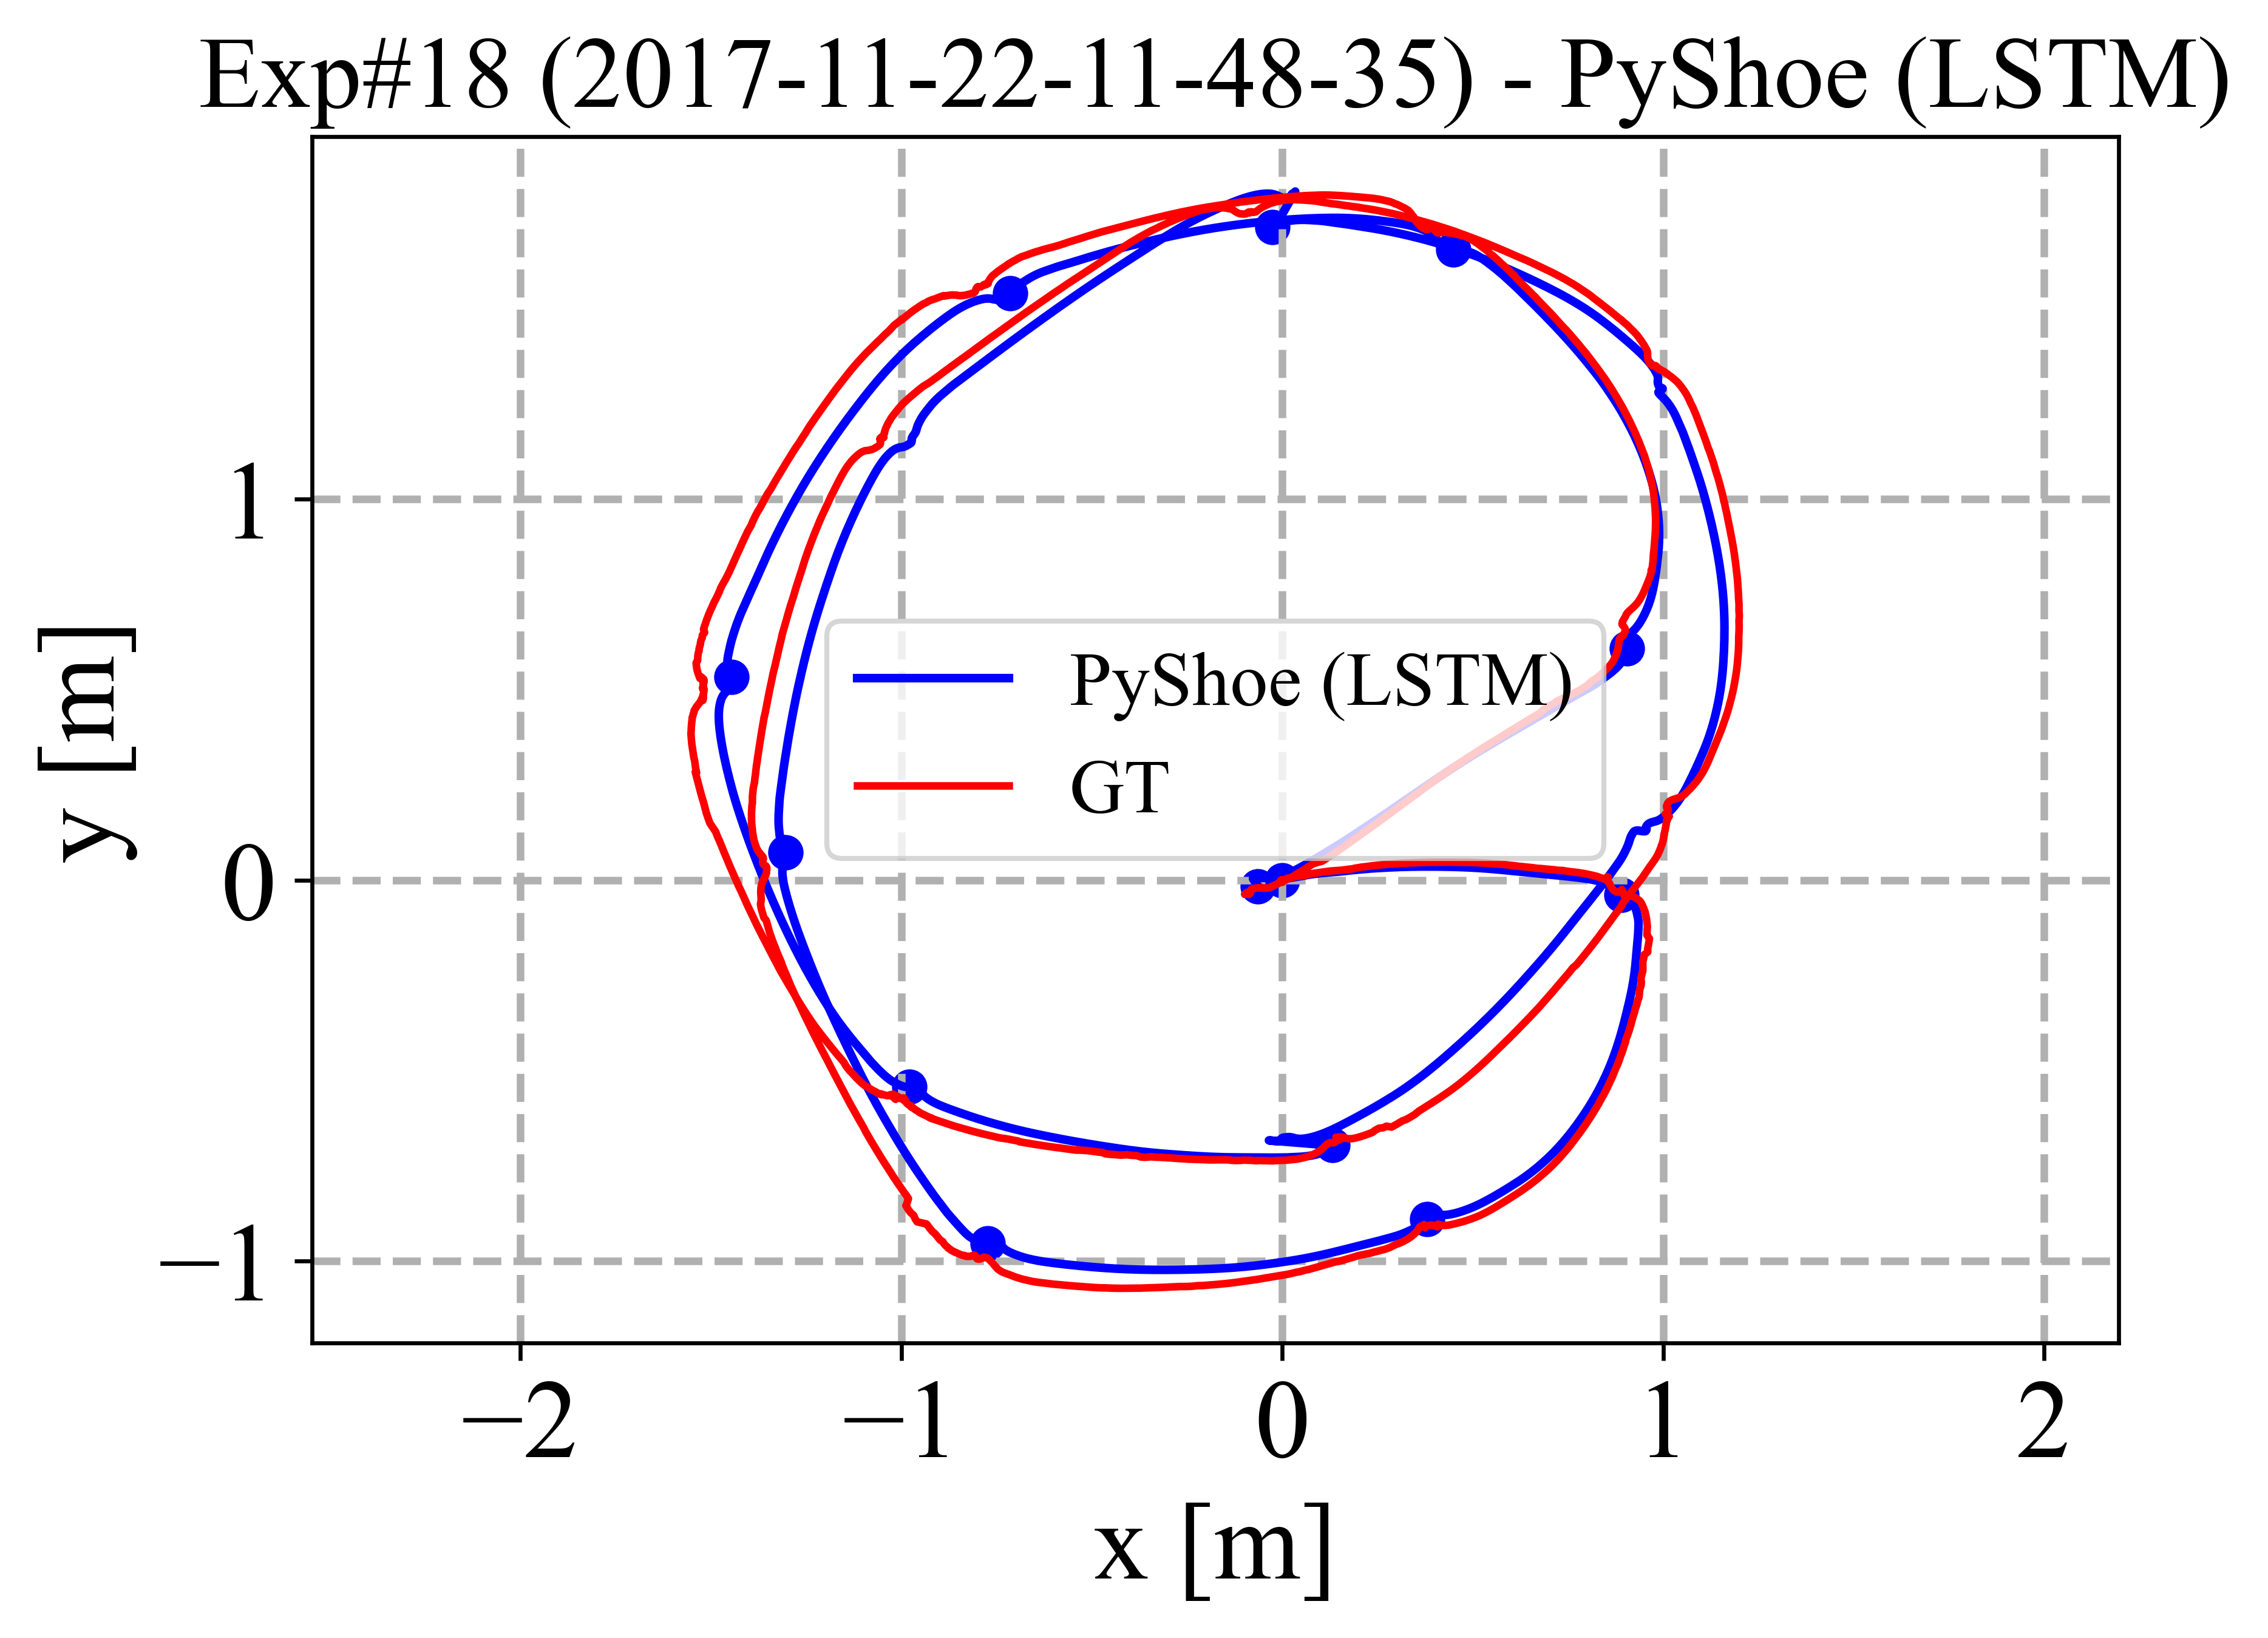 Exp#18 (2017-11-22-11-48-35) - PyShoe (LSTM)
y [m]
1
0
−1
PyShoe (LSTM)
GT
−2 −1 0 1 2
x [m]